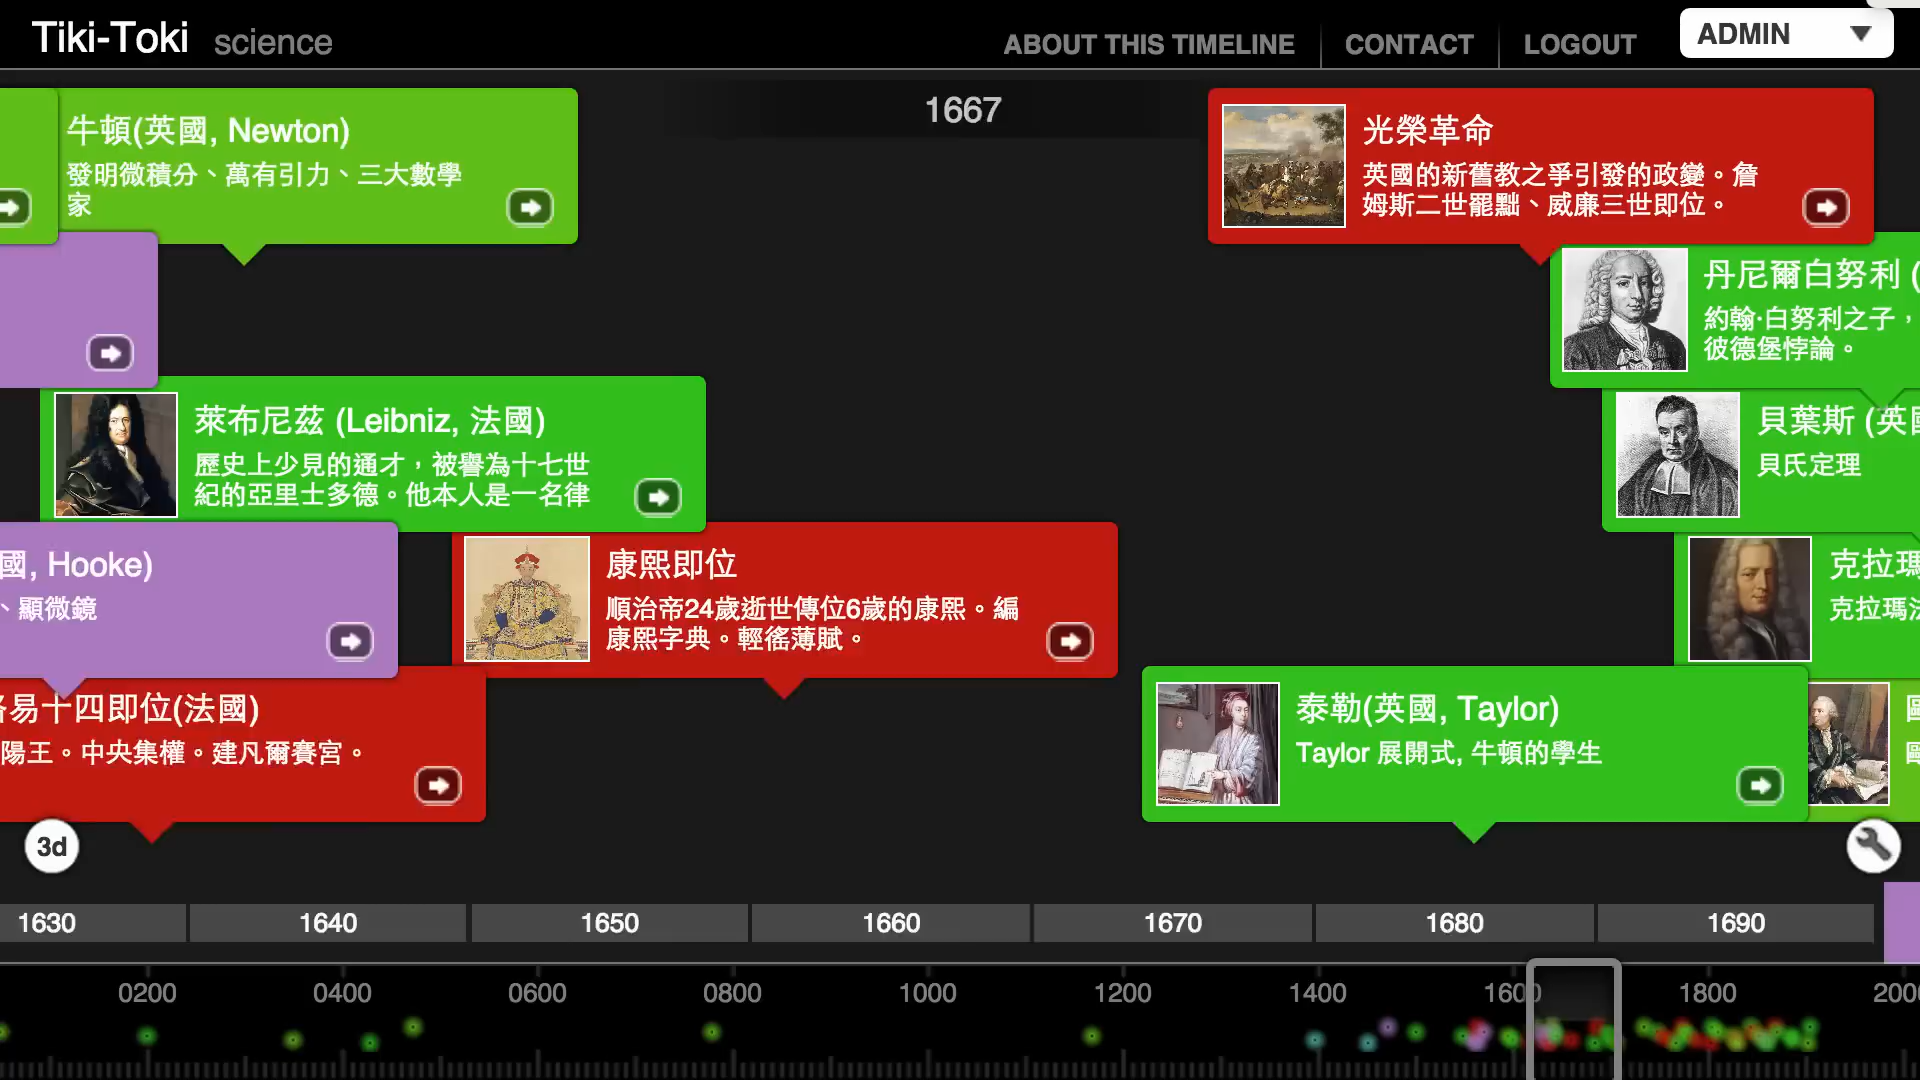 Tiki-Toki science
ABOUT THIS TIMELINE
CONTACT
LOGOUT
ADMIN
1667
牛頓(英國, Newton)
發明微積分、萬有引力、三大數學
家
光榮革命
英國的新舊教之爭引發的政變。詹
姆斯二世罷黜、威廉三世即位。
丹尼爾白努利 (
約翰·白努利之子，
彼德堡悖論。
萊布尼茲 (Leibniz, 法國)
歷史上少見的通才，被譽為十七世
紀的亞里士多德。他本人是一名律
貝葉斯 (英
貝氏定理
國, Hooke)
、顯微鏡
康熙即位
順治帝24歲逝世傳位6歲的康熙。編
康熙字典。輕徭薄賦。
克拉瑪
克拉瑪法
易十四即位(法國)
陽王。中央集權。建凡爾賽宮。
泰勒(英國, Taylor)
Taylor 展開式, 牛頓的學生
3d
1630
1640
1650
1660
1670
1680
1690
0200
0400
0600
0800
1000
1200
1400
1600
1800
200